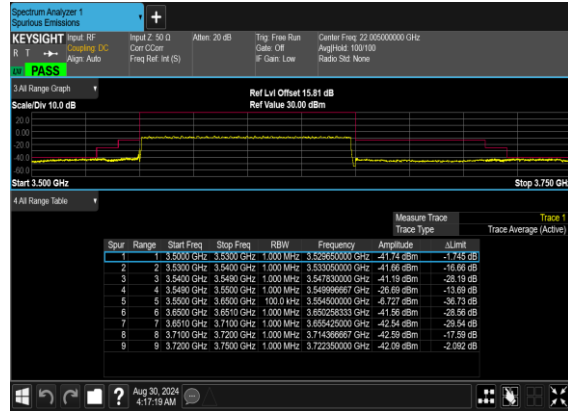 Spectrum Analyzer 1
Spurious Emissions
+
KEYSIGHT Input: RF Input Z: 50 Ω Atten: 20 dB Trig: Free Run Center Freq: 22.005000000 GHz
R T Coupling: DC Corr CCorr Gate: Off Avg|Hold: 100/100
Align: Auto Freq Ref: Int (S) IF Gain: Low Radio Std: None
PASS
3 All Range Graph
Ref Lvl Offset 15.81 dB
Scale/Div 10.0 dB Ref Value 30.00 dBm
20.0
0.00
-20.0
-40.0
-60.0
Start 3.500 GHz Stop 3.750 GH
4 All Range Table
Measure Trace Trace 1
Trace Type Trace Average (Active)
Spur Range Start Freq Stop Freq RBW Frequency Amplitude ΔLimit
1 1 3.5000 GHz 3.5300 GHz 1.000 MHz 3.529650000 GHz -41.74 dBm -1.745 dB
2 2 3.5300 GHz 3.5400 GHz 1.000 MHz 3.533050000 GHz -41.66 dBm -16.66 dB
3 3 3.5400 GHz 3.5490 GHz 1.000 MHz 3.547830000 GHz -41.19 dBm -28.19 dB
4 4 3.5490 GHz 3.5500 GHz 1.000 MHz 3.549996667 GHz -26.69 dBm -13.69 dB
5 5 3.5500 GHz 3.6500 GHz 100.0 kHz 3.554500000 GHz -6.727 dBm -36.73 dB
6 6 3.6500 GHz 3.6510 GHz 1.000 MHz 3.650258333 GHz -41.56 dBm -28.56 dB
7 7 3.6510 GHz 3.7100 GHz 1.000 MHz 3.655425000 GHz -42.54 dBm -29.54 dB
8 8 3.7100 GHz 3.7200 GHz 1.000 MHz 3.714366667 GHz -42.59 dBm -17.59 dB
9 9 3.7200 GHz 3.7500 GHz 1.000 MHz 3.722350000 GHz -42.09 dBm -2.092 dB
? Aug 30, 2024
4:17:19 AM